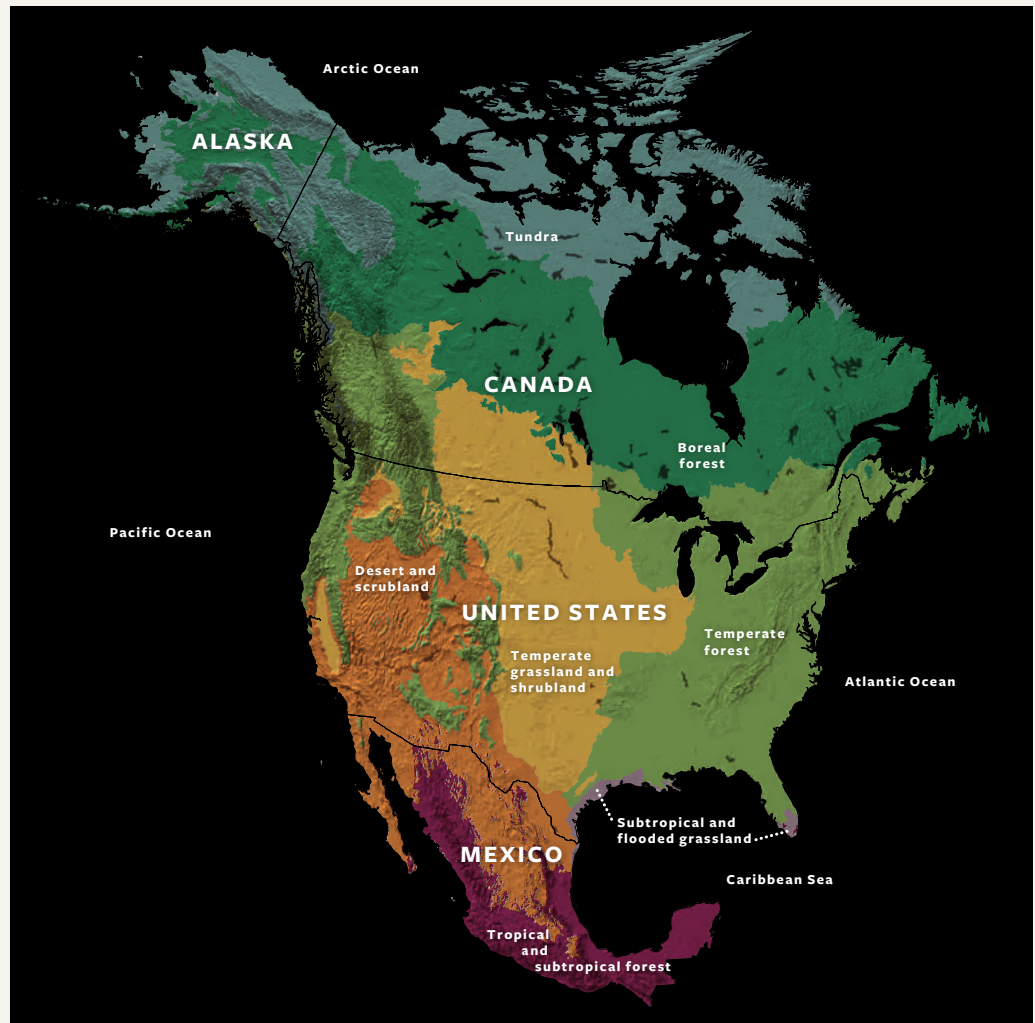 Arctic Ocean
ALASKA
Tundra
CANADA
Boreal
forest
Pacific Ocean
Desert and
scrubland
UNITED STATES
Temperate
forest
Temperate
grassland and
shrubland
Atlantic Ocean
Subtropical and
flooded grassland
MEXICO
Caribbean Sea
Tropical
and
subtropical forest